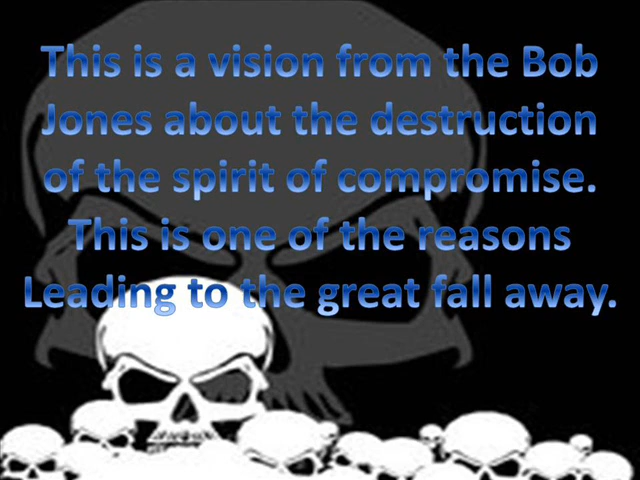 This is a vision from the Bob
Jones about the destruction
of the spirit of compromise.
This is one of the reasons
Leading to the great fall away.